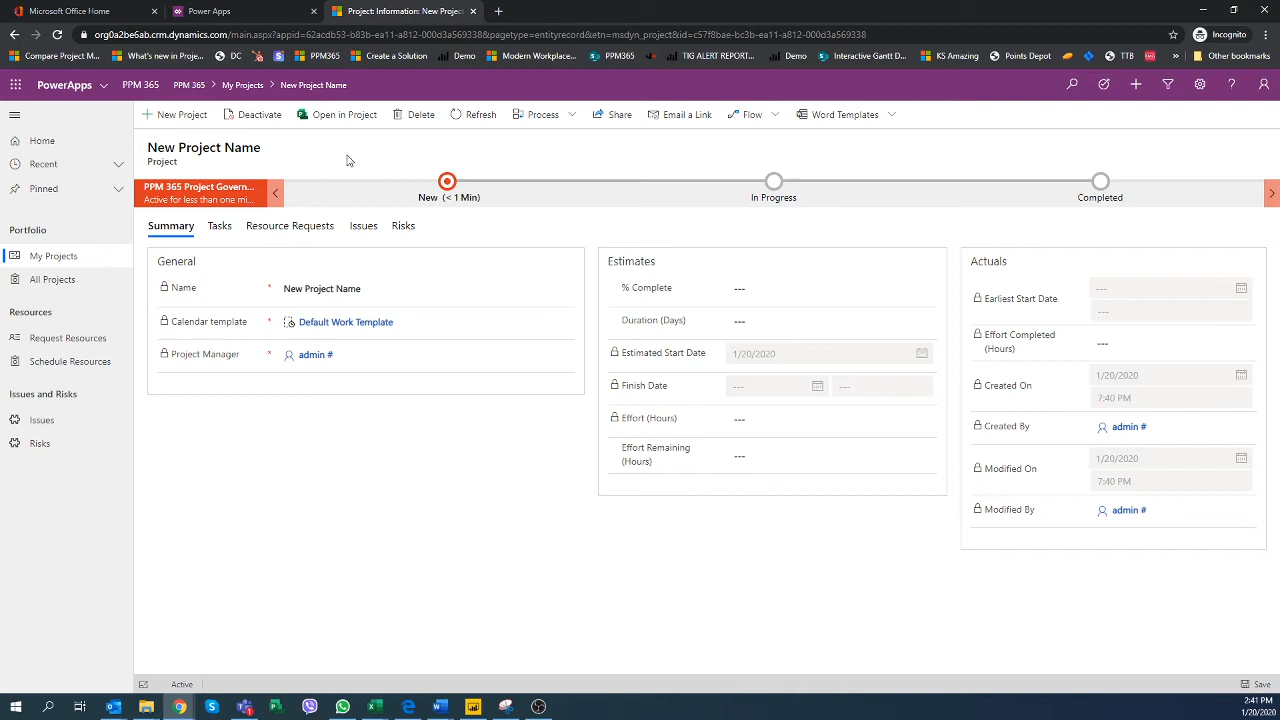 Microsoft Office Home
Power Apps
Project: Information: New Projec
org0a2be6ab.crm.dynamics.com/main.aspx?appid=62acdb53-b83b-ea11-a812-000d3a569338&pagetype=entityrecord&etn=msdyn_project&id=c57f8bae-bc3b-ea11-a812-000d3a569338
Incognito
Compare Project M...
What's new in Proje...
DC
S
PPM365
Create a Solution
Demo
Modern Workplace...
PPM365
TIG ALERT REPORT...
Demo
Interactive Gantt D...
KS Amazing
Points Depot
TTB
Other bookmarks
PowerApps
PPM 365
PPM 365 > My Projects > New Project Name
New Project
Deactivate
Open in Project
Delete
Refresh
Process
Share
Email a Link
Flow
Word Templates
Home
Recent
Pinned
Portfolio
My Projects
All Projects
Resources
Request Resources
Schedule Resources
Issues and Risks
Issues
Risks
New Project Name
Project
PPM 365 Project Govern...
Active for less than one mi...
New (< 1 Min)
In Progress
Completed
Summary
Tasks
Resource Requests
Issues
Risks
General
Name * New Project Name
Calendar template * Default Work Template
Project Manager * admin #
Estimates
% Complete ---
Duration (Days) ---
Estimated Start Date 1/20/2020
Finish Date --- ---
Effort (Hours) ---
Effort Remaining
(Hours) ---
Actuals
Earliest Start Date ---
---
Effort Completed
(Hours) ---
Created On 1/20/2020
7:40 PM
Created By admin #
Modified On 1/20/2020
7:40 PM
Modified By admin #
Active
Save
2:41 PM
1/20/2020